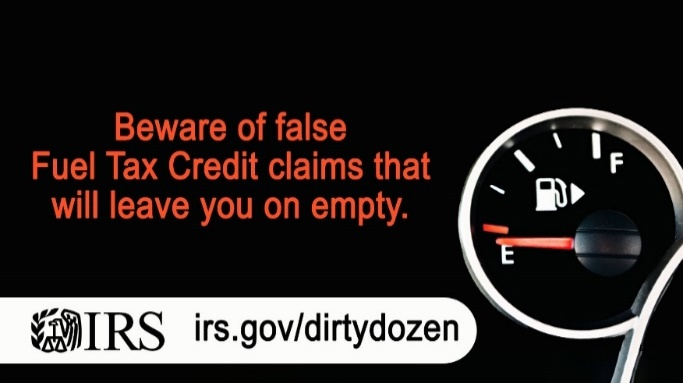 Beware of false
Fuel Tax Credit claims that
will leave you on empty.
F
E
IRS
irs.gov/dirtydozen